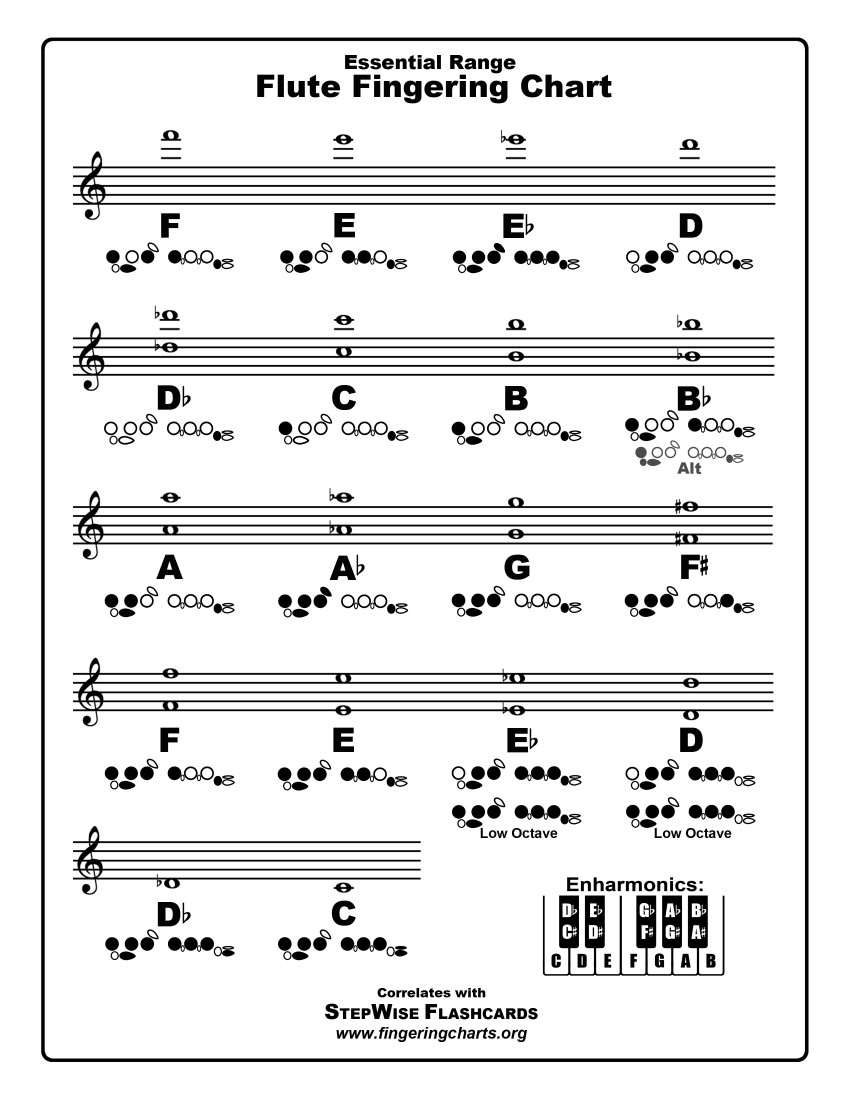 Essential Range
Flute Fingering Chart
F E E♭ D
D♭ C B B♭
Alt
A A♭ G F♯
F E E♭ D
Low Octave Low Octave
D♭ C
Enharmonics:
D♭ E♭ G♭ A♭ B♭
C♯ D♯ F♯ G♯ A♯
C D E F G A B
Correlates with
STEPWISE FLASHCARDS
www.fingeringcharts.org